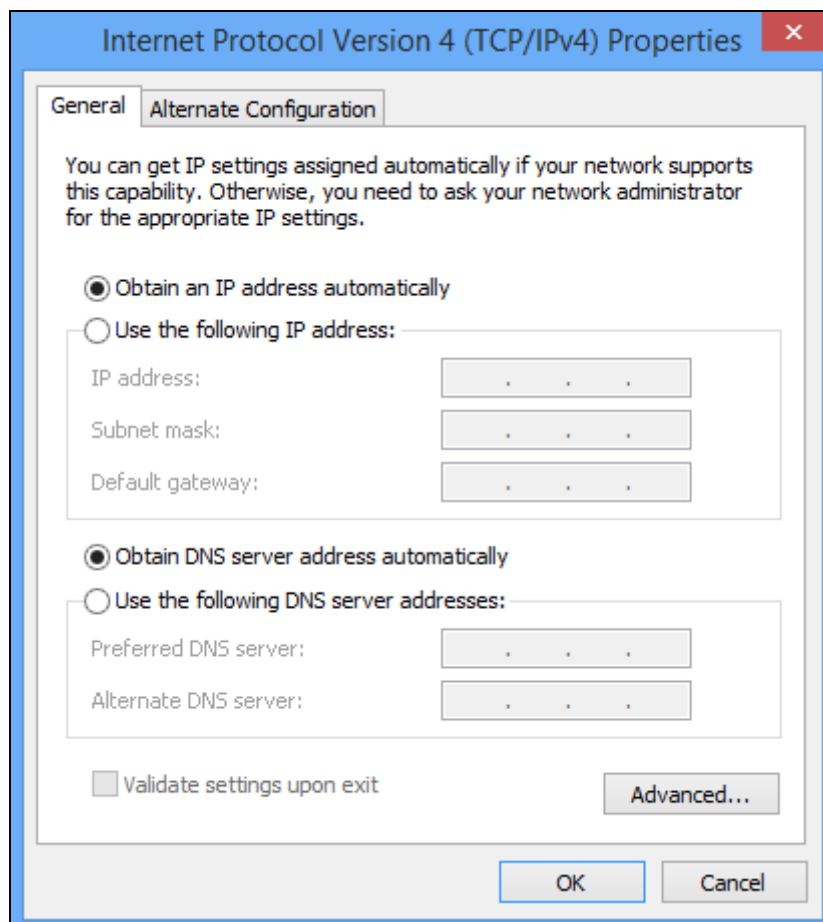 Internet Protocol Version 4 (TCP/IPv4) Properties
General
Alternate Configuration
You can get IP settings assigned automatically if your network supports
this capability. Otherwise, you need to ask your network administrator
for the appropriate IP settings.
Obtain an IP address automatically
Use the following IP address:
IP address:
Subnet mask:
Default gateway:
Obtain DNS server address automatically
Use the following DNS server addresses:
Preferred DNS server:
Alternate DNS server:
Validate settings upon exit
Advanced...
OK
Cancel